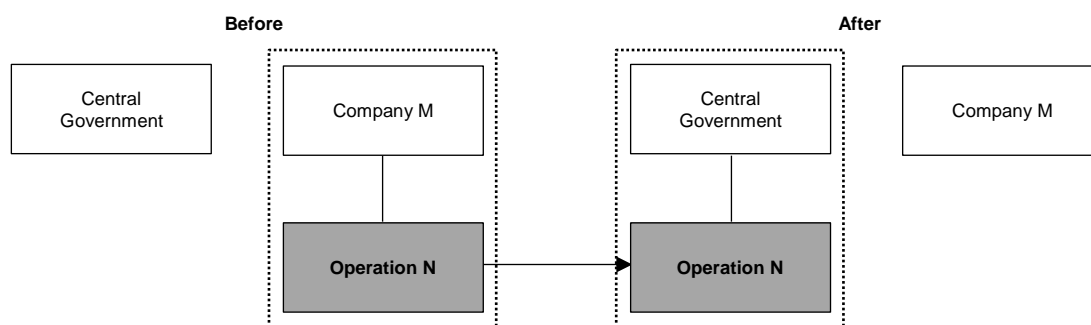 Before
After
Central
Government
Company M
Central
Government
Company M
Operation N
Operation N